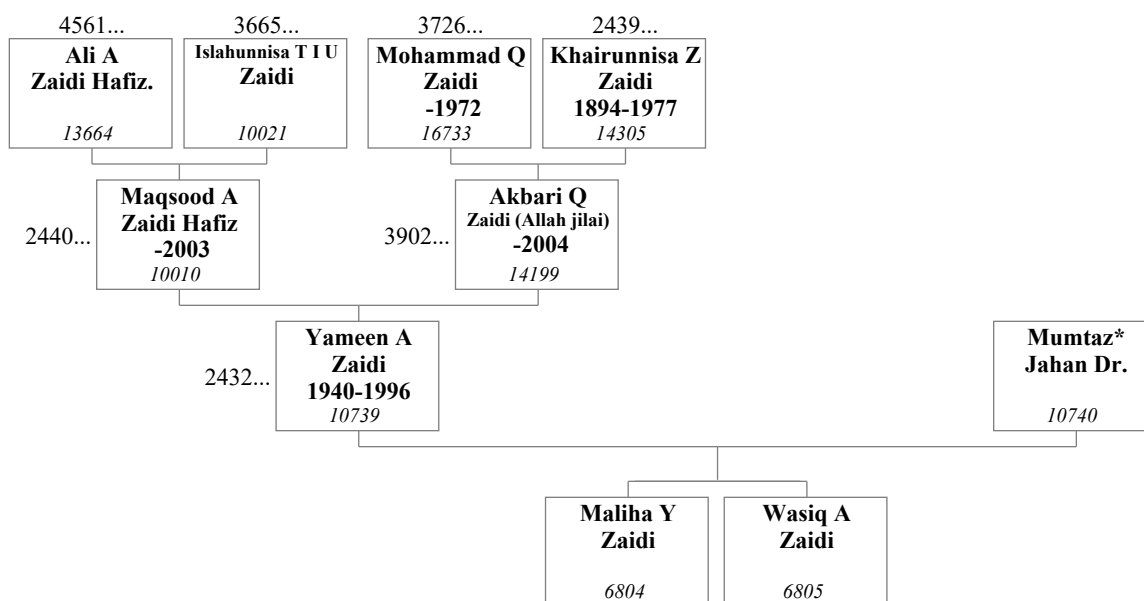 4561...
3665...
3726...
2439...
Ali A
Zaidi Hafiz.
13664
Islahunnisa T I U
Zaidi
10021
Mohammad Q
Zaidi
-1972
16733
Khairunnisa Z
Zaidi
1894-1977
14305
2440...
Maqsood A
Zaidi Hafiz
-2003
10010
3902...
Akbari Q
Zaidi (Allah jilai)
-2004
14199
2432...
Yameen A
Zaidi
1940-1996
10739
Mumtaz*
Jahan Dr.
10740
Maliha Y
Zaidi
6804
Wasiq A
Zaidi
6805